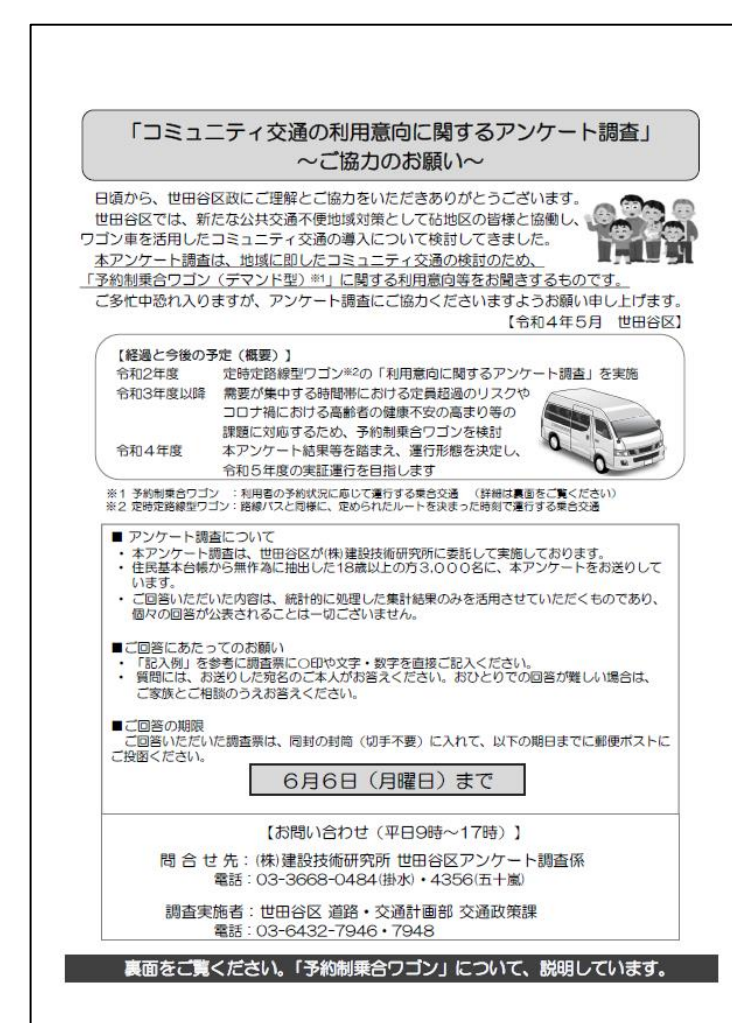 「コミュニティ交通の利用意向に関するアンケート調査」
～ご協力のお願い～
日頃から、世田谷区政にご理解とご協力をいただきありがとうございます。
世田谷区では、新たな公共交通不便地域対策として砧地区の皆様と協働し、
ワゴン車を活用したコミュニティ交通の導入について検討してきました。
本アンケート調査は、地域に即したコミュニティ交通の検討のため、
「予約制乗合ワゴン（デマンド型）※1」に関する利用意向等をお聞きするものです。
ご多忙中恐れ入りますが、アンケート調査にご協力くださいますようお願い申し上げます。
【令和４年５月　世田谷区】
【経過と今後の予定（概要）】
令和２年度　定時定路線型ワゴン※2の「利用意向に関するアンケート調査」を実施
令和３年度以降　需要が集中する時間帯における定員超過のリスクや
コロナ禍における高齢者の健康不安の高まり等の
課題に対応するため、予約制乗合ワゴンを検討
令和４年度　本アンケート結果等を踏まえ、運行形態を決定し、
令和５年度の実証運行を目指します
※１ 予約制乗合ワゴン　：利用者の予約状況に応じて運行する乗合交通　（詳細は裏面をご覧ください）
※２ 定時定路線型ワゴン：路線バスと同様に、定められたルートを決まった時刻で運行する乗合交通
■ アンケート調査について
・ 本アンケート調査は、世田谷区が(株)建設技術研究所に委託して実施しております。
・ 住民基本台帳から無作為に抽出した18歳以上の方３,０００名に、本アンケートをお送りして
います。
・ ご回答いただいた内容は、統計的に処理した集計結果のみを活用させていただくものであり、
個々の回答が公表されることは一切ございません。
■ご回答にあたってのお願い
・ 「記入例」を参考に調査票に○印や文字・数字を直接ご記入ください。
・ 質問には、お送りした宛名のご本人がお答えください。おひとりでの回答が難しい場合は、
ご家族とご相談のうえお答えください。
■ご回答の期限
ご回答いただいた調査票は、同封の封筒（切手不要）に入れて、以下の期日までに郵便ポストに
ご投函ください。
６月６日（月曜日）まで
【お問い合わせ（平日9時～17時）】
問 合 せ 先：(株)建設技術研究所 世田谷区アンケート調査係
電話：03-3668-0484(掛水)・4356(五十嵐)
調査実施者：世田谷区 道路・交通計画部 交通政策課
電話：03-6432-7946・7948
裏面をご覧ください。「予約制乗合ワゴン」について、説明しています。